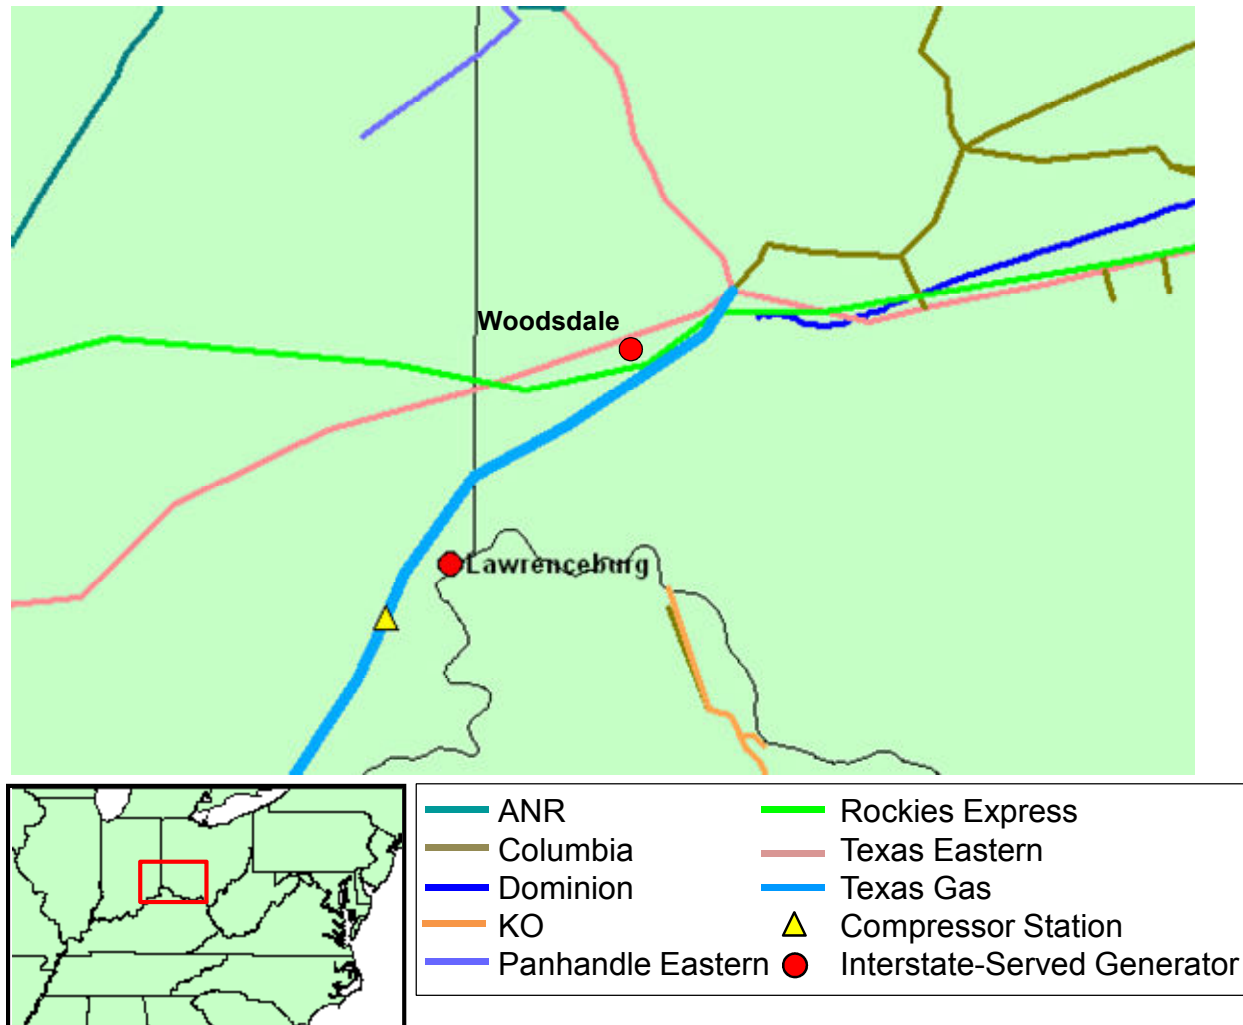 Woodsdale
Lawrenceburg
ANR
Columbia
Dominion
KO
Panhandle Eastern
Rockies Express
Texas Eastern
Texas Gas
Compressor Station
Interstate-Served Generator